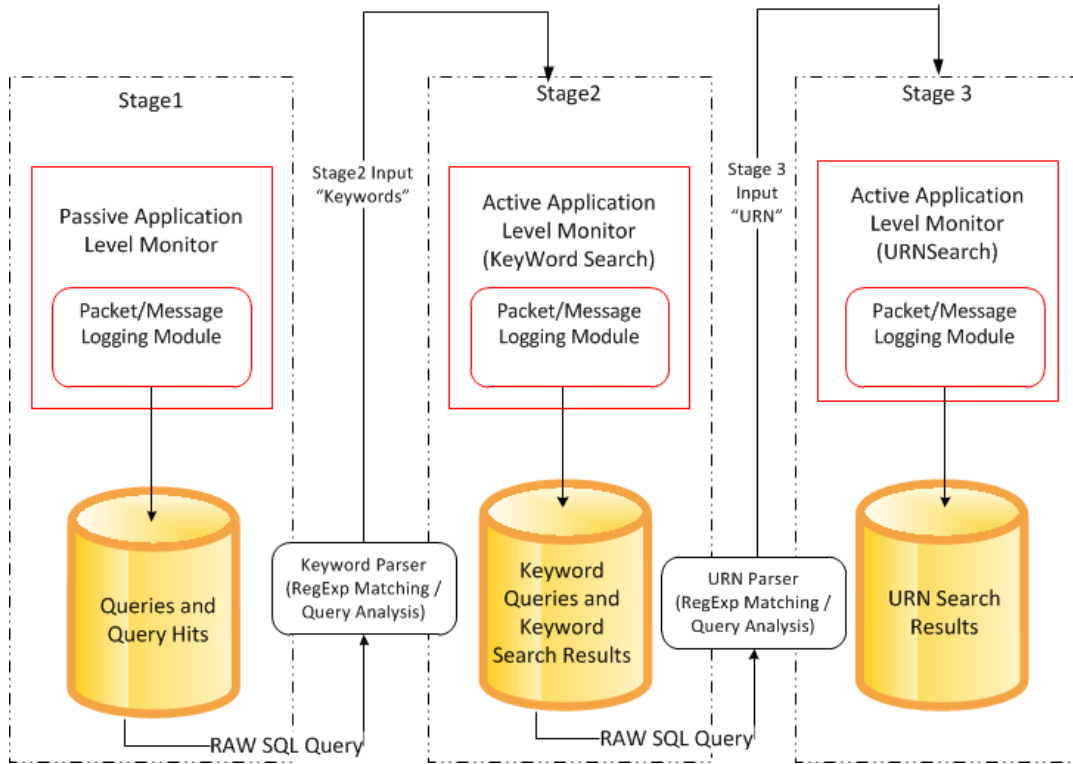 Stage1
Passive Application
Level Monitor
Packet/Message
Logging Module
Queries and
Query Hits
RAW SQL Query
Keyword Parser
(RegExp Matching /
Query Analysis)
Stage2 Input
“Keywords”
Stage2
Active Application
Level Monitor
(KeyWord Search)
Packet/Message
Logging Module
Keyword
Queries and
Keyword
Search Results
RAW SQL Query
URN Parser
(RegExp Matching /
Query Analysis)
Stage 3
Input
“URN”
Stage 3
Active Application
Level Monitor
(URNSearch)
Packet/Message
Logging Module
URN Search
Results